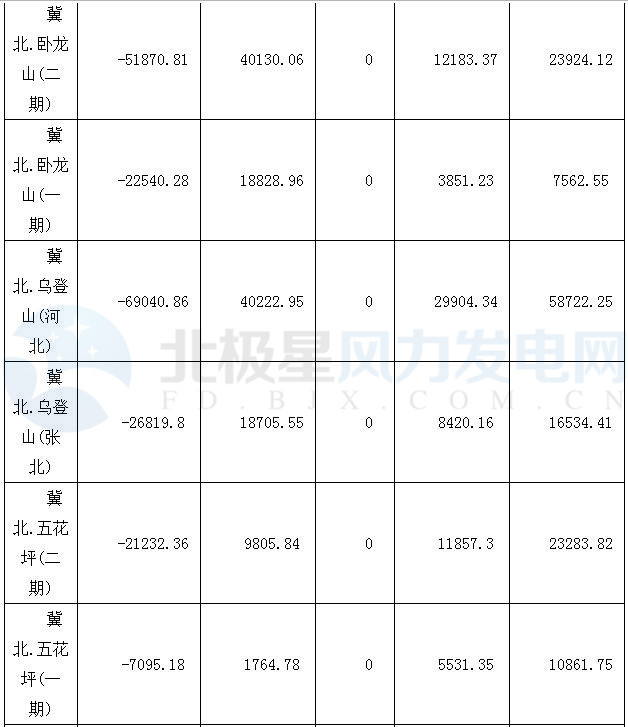 冀
北.卧龙
山(二
期)
-51870.81 40130.06 0 12183.37 23924.12
冀
北.卧龙
山(一
期)
-22540.28 18828.96 0 3851.23 7562.55
冀
北.乌登
山(河
北)
-69040.86 40222.95 0 29904.34 58722.25
冀
北.乌登
山(张
北)
-26819.8 18705.55 0 8420.16 16534.41
冀
北.五花
坪(二
期)
-21232.36 9805.84 0 11857.3 23283.82
冀
北.五花
坪(一
期)
-7095.18 1764.78 0 5531.35 10861.75
北极星风力发电网
FD.BJX.COM.CN